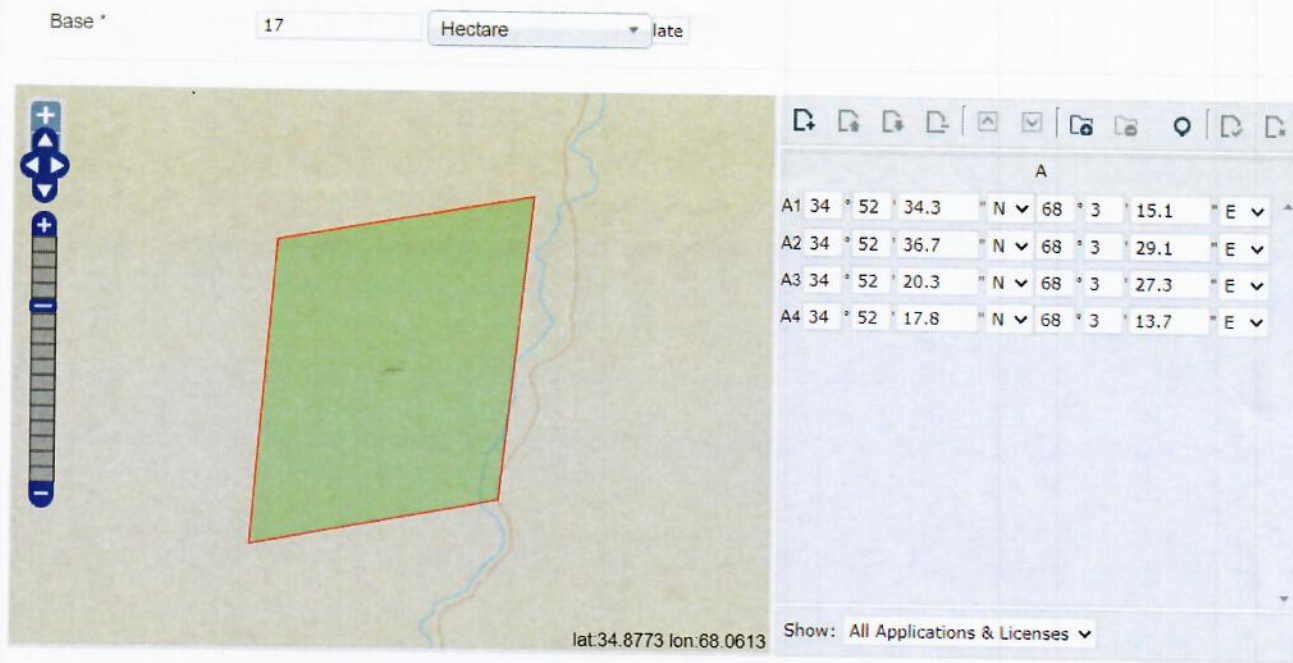 Base * 17 Hectare late
A
A1 34 ° 52 ' 34.3 " N 68 ° 3 ' 15.1 " E
A2 34 ° 52 ' 36.7 " N 68 ° 3 ' 29.1 " E
A3 34 ° 52 ' 20.3 " N 68 ° 3 ' 27.3 " E
A4 34 ° 52 ' 17.8 " N 68 ° 3 ' 13.7 " E
lat:34.8773 lon:68.0613
Show: All Applications & Licenses